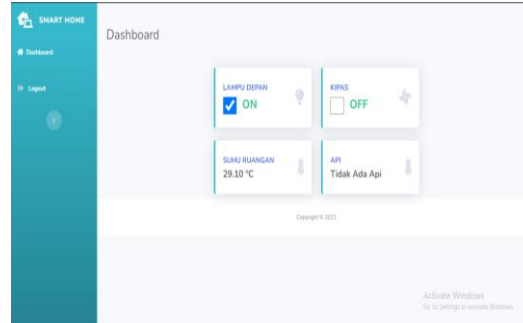 SMART HOME
Dashboard
Logout
Dashboard
LAMPU DEPAN
ON
KIPAS
OFF
SUHU RUANGAN
29.10 °C
API
Tidak Ada Api
Copyright © 2023
Activate Windows
Go to Settings to activate Windows.